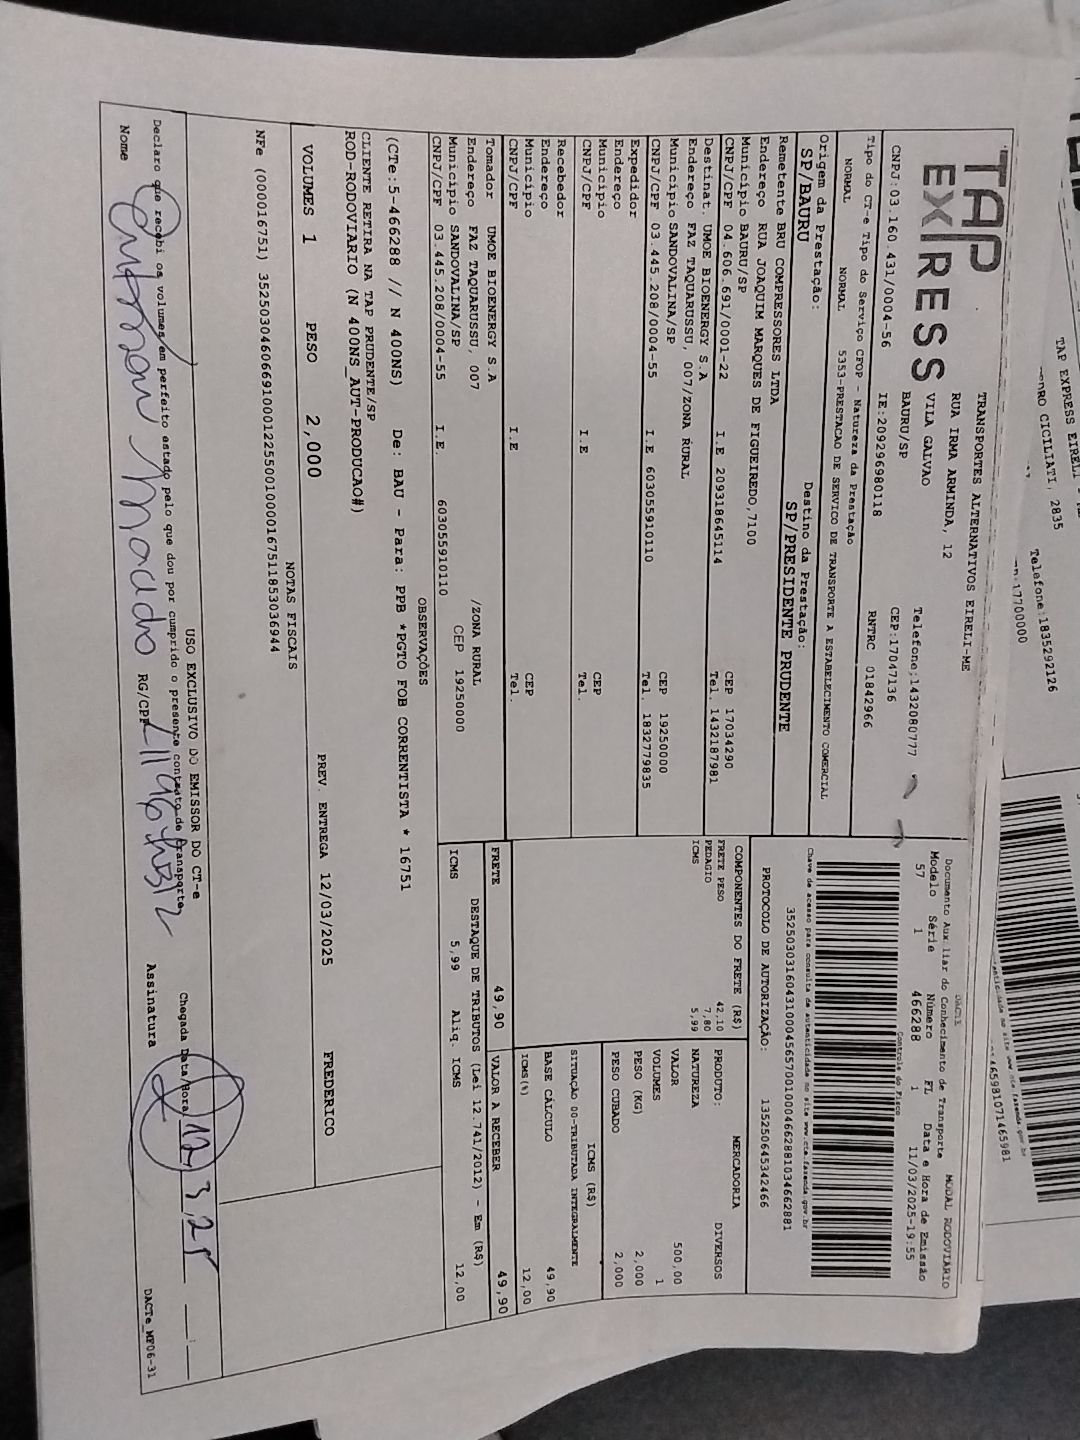 TAP
EXPRESS
TRANSPORTES ALTERNATIVOS EIRELI-ME
RUA IRMA ARMINDA, 12
VILA GALVAO
BAURU/SP
Telefone:1432080777
CEP:17047136
CNPJ:03.160.431/0004-56 IE:209296980118 RNTRC 01842966
Tipo do CT-e Tipo do Serviço CFOP - Natureza da Prestação
NORMAL NORMAL 5353-PRESTACAO DE SERVICO DE TRANSPORTE A ESTABELECIMENTO COMERCIAL
Origem da Prestação: Destino da Prestação:
SP/BAURU SP/PRESIDENTE PRUDENTE
Remetente BRU COMPRESSORES LTDA
Endereço RUA JOAQUIM MARQUES DE FIGUEIREDO,7100
Municipio BAURU/SP CEP 17034290
CNPJ/CPF 04.606.691/0001-22 I.E 209318645114 Tel. 1432187981
Destinat. UMOE BIOENERGY S.A
Endereço FAZ TAQUARUSSU, 007/ZONA RURAL
Municipio SANDOVALINA/SP CEP 19250000
CNPJ/CPF 03.445.208/0004-55 I.E 603055910110 Tel. 1832779835
Expedidor
Endereço
Municipio CEP
CNPJ/CPF I.E Tel.
Recebedor
Endereço
Municipio CEP
CNPJ/CPF I.E Tel.
Tomador UMOE BIOENERGY S.A
Endereço FAZ TAQUARUSSU, 007 /ZONA RURAL
Municipio SANDOVALINA/SP CEP 19250000
CNPJ/CPF 03.445.208/0004-55 I.E. 603055910110
DACTE
Documento Aux liar do Conhecimento de Transporte MODAL RODOVIÁRIO
Modelo Série Número FL Data e Hora de Emissão
57 1 466288 1 11/03/2025-19:55
Controle do Fisco
Chave de acesso para consulta de autenticidade no site www.cte.fazenda.gov.br
35250303160431000456570010004662881034662881
PROTOCOLO DE AUTORIZAÇÃO: 135250645342466
COMPONENTES DO FRETE (R$)
FRETE PESO 42,10
PEDAGIO 7,80
ICMS 5,99
PRODUTO: MERCADORIA
NATUREZA DIVERSOS
VALOR 500,00
VOLUMES 1
PESO (KG) 2,000
PESO CUBADO 2,000
ICMS (R$)
SITUAÇÃO 00-TRIBUTADA INTEGRALMENTE
BASE CÁLCULO 49,90
ICMS(%) 12,00
FRETE 49,90 VALOR A RECEBER 49,90
DESTAQUE DE TRIBUTOS (Lei 12.741/2012) - Em (R$)
ICMS 5,99 Aliq. ICMS 12,00
OBSERVAÇÕES
(CTe:5-466288 // N 400NS) De: BAU - Para: PPB *PGTO FOB CORRENTISTA * 16751
CLIENTE RETIRA NA TAP PRUDENTE/SP
ROD-RODOVIARIO (N 400NS_AUT-PRODUCAO#)
VOLUMES 1 PESO 2,000 PREV. ENTREGA 12/03/2025 FREDERICO
NOTAS FISCAIS
NFe (000016751) 35250304606691000122550010000167511853036944
USO EXCLUSIVO DO EMISSOR DO CT-e
Declaro que recebi os volumes em perfeito estado pelo que dou por cumprido o presente contrato de transporte.
Chegada Data/Hora 12/3/25
Nome RG/CPF Assinatura
DACTe_MP06-31
TAP EXPRESS EIRELI
CICILIATI, 2835
Telefone:1835292126
17700000